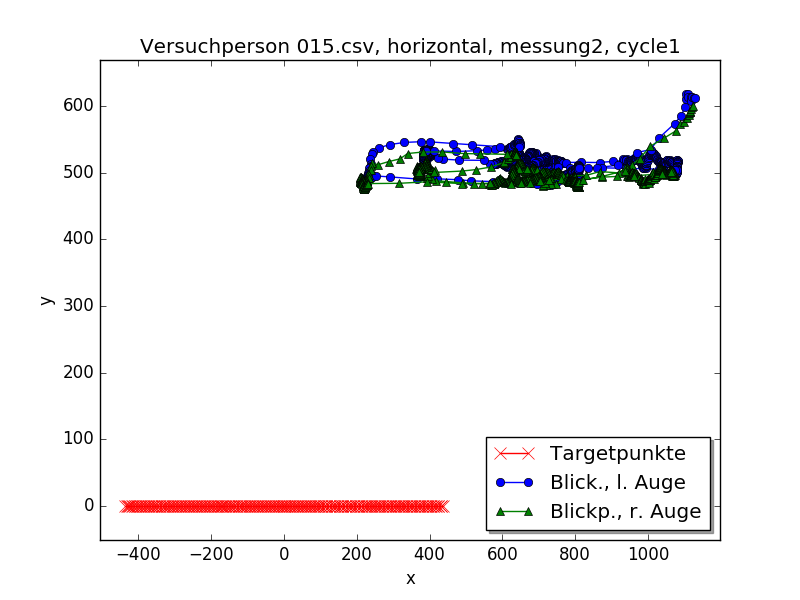 Versuchperson 015.csv, horizontal, messung2, cycle1
600
500
400
300
200
100
0
y
−400 −200 0 200 400 600 800 1000
x
Targetpunkte
Blick., l. Auge
Blickp., r. Auge